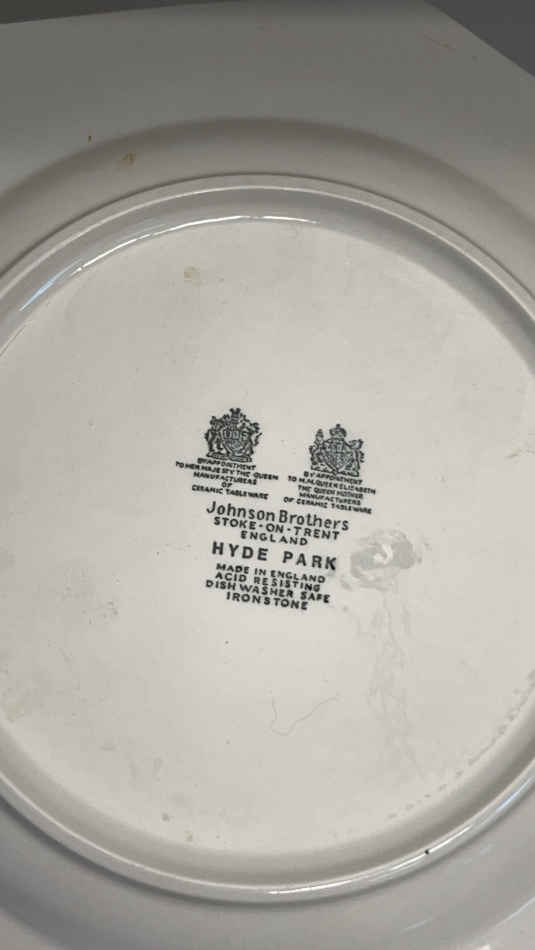 BY APPOINTMENT
TO HER MAJESTY THE QUEEN
MANUFACTURERS
OF
CERAMIC TABLEWARE
BY APPOINTMENT
TO H.M. QUEEN ELIZABETH
THE QUEEN MOTHER
MANUFACTURERS
OF CERAMIC TABLEWARE
Johnson Brothers
STOKE-ON-TRENT
ENGLAND
HYDE PARK
MADE IN ENGLAND
ACID RESISTING
DISH WASHER SAFE
IRONSTONE